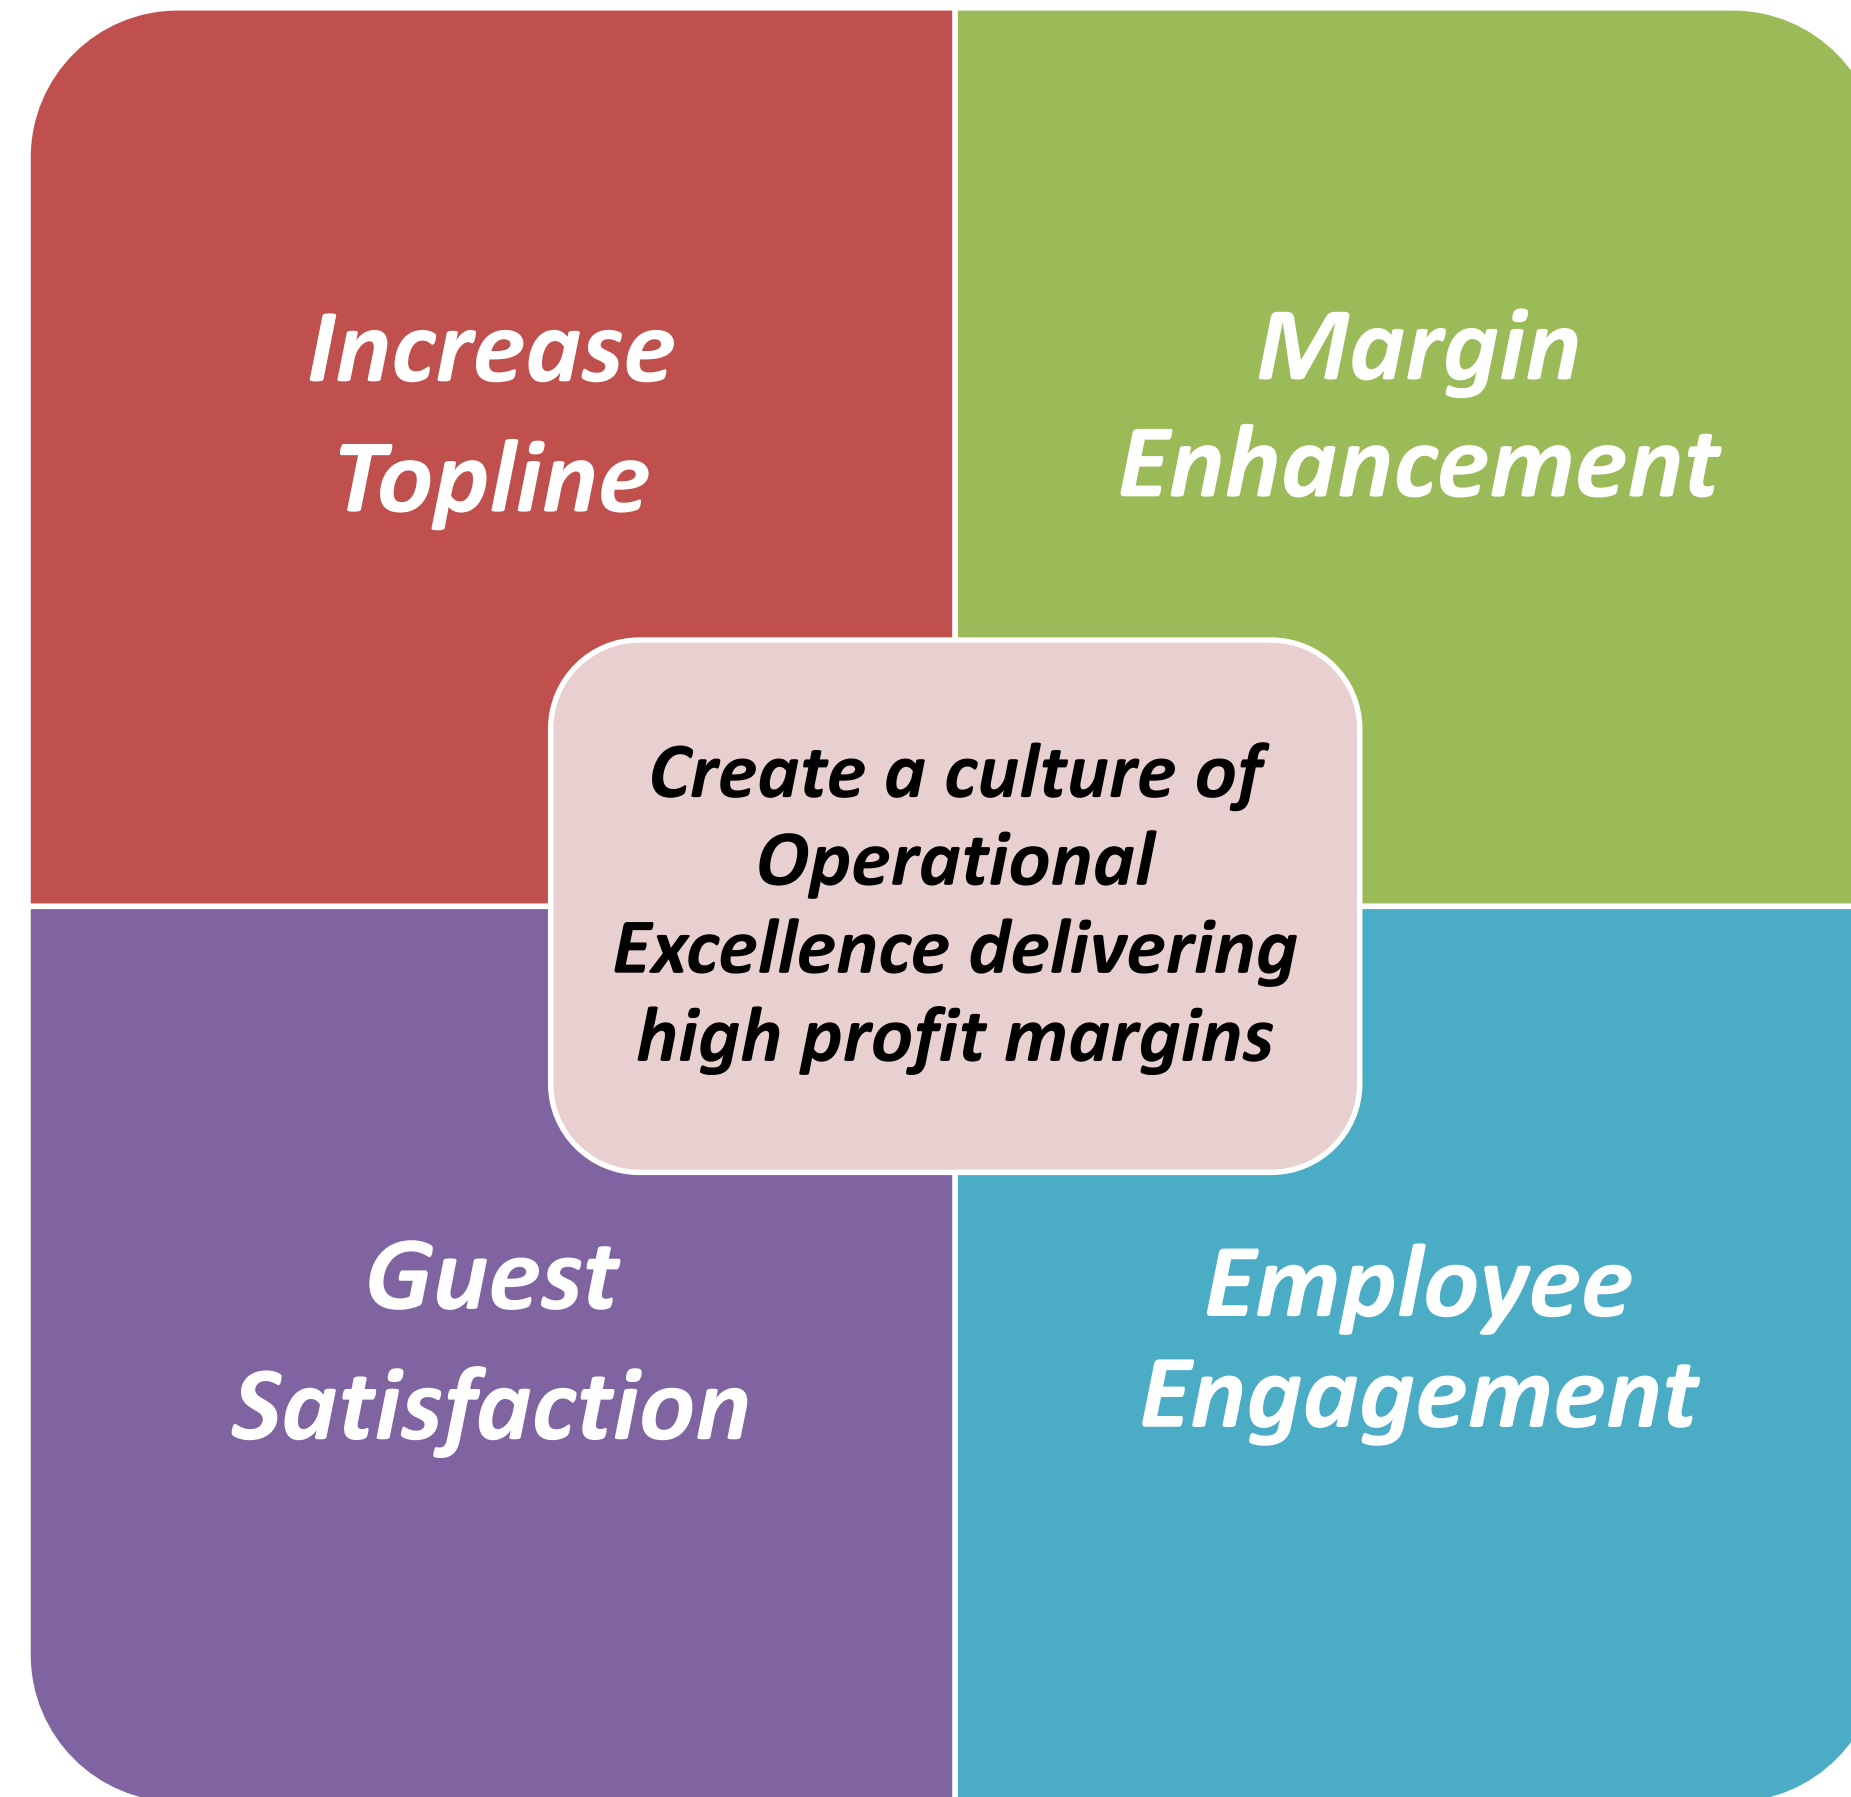 Increase
Topline
Margin
Enhancement
Create a culture of
Operational
Excellence delivering
high profit margins
Guest
Satisfaction
Employee
Engagement